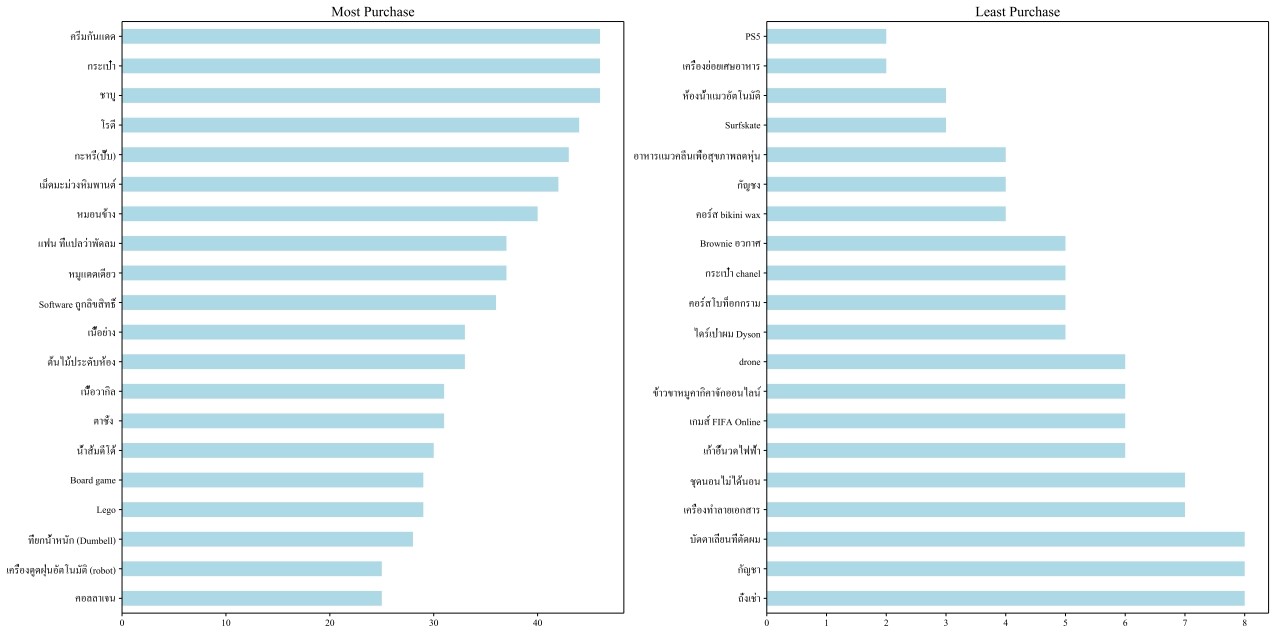 Most Purchase
ครีมกันแดด
กระเป๋า
ชาบู
โรตี
กะหรี่(ปั๊บ)
เม็ดมะม่วงหิมพานต์
หมอนข้าง
แฟน ที่แปลว่าพัดลม
หมูแดดเดียว
Software ถูกลิขสิทธิ์
เนื้อย่าง
ต้นไม้ประดับห้อง
เนื้อวากิล
ตาชั่ง
น้ำส้มตีโต้
Board game
Lego
ที่ยกน้ำหนัก (Dumbell)
เครื่องดูดฝุ่นอัตโนมัติ (robot)
คอลลาเจน
0 10 20 30 40
Least Purchase
PS5
เครื่องย่อยเศษอาหาร
ห้องน้ำแมวอัตโนมัติ
Surfskate
อาหารแมวคลีนเพื่อสุขภาพลดหุ่น
กัญชง
คอร์ส bikini wax
Brownie อวกาศ
กระเป๋า chanel
คอร์สโบท็อกกราม
ไดร์เป่าผม Dyson
drone
ข้าวขาหมูคากิคาจักออนไลน์
เกมส์ FIFA Online
เก้าอี้นวดไฟฟ้า
ชุดนอนไม่ได้นอน
เครื่องทำลายเอกสาร
บัตตาเลี่ยนที่ตัดผม
กัญชา
ถังเช่า
0 1 2 3 4 5 6 7 8